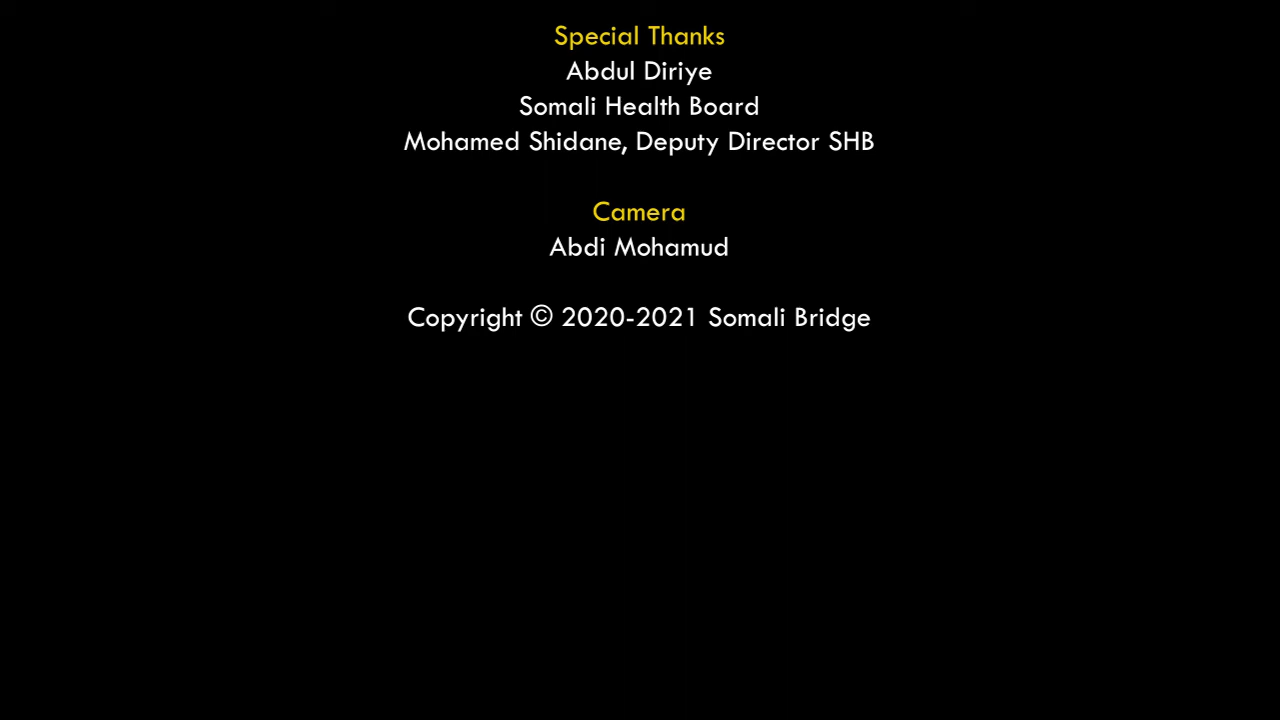 Special Thanks
Abdul Diriye
Somali Health Board
Mohamed Shidane, Deputy Director SHB
Camera
Abdi Mohamud
Copyright © 2020-2021 Somali Bridge